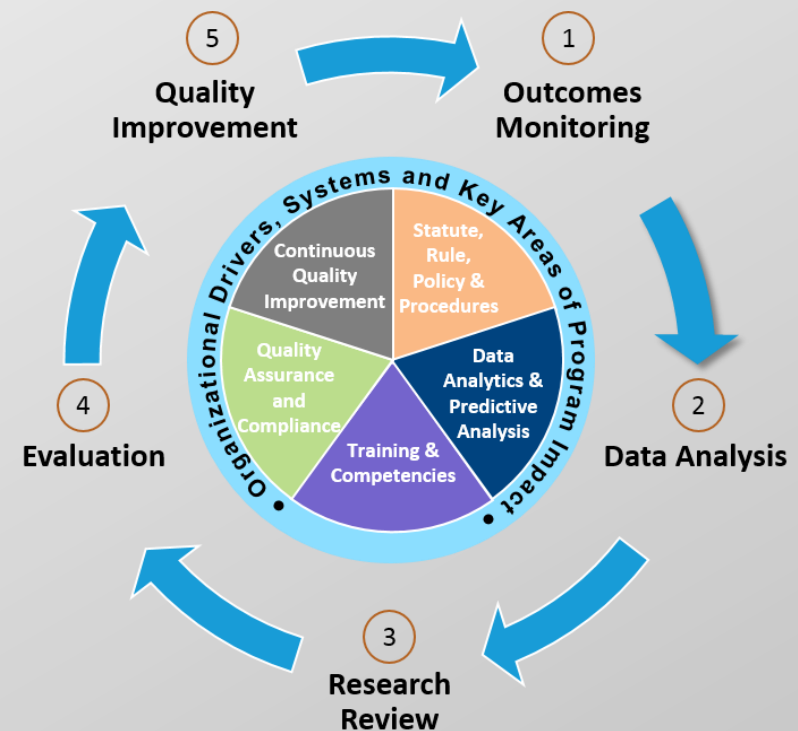 5
Quality
Improvement
1
Outcomes
Monitoring
2
Data Analysis
3
Research
Review
4
Evaluation
• Organizational Drivers, Systems and Key Areas of Program Impact •
Continuous
Quality
Improvement
Statute,
Rule,
Policy &
Procedures
Data
Analytics &
Predictive
Analysis
Training &
Competencies
Quality
Assurance
and
Compliance